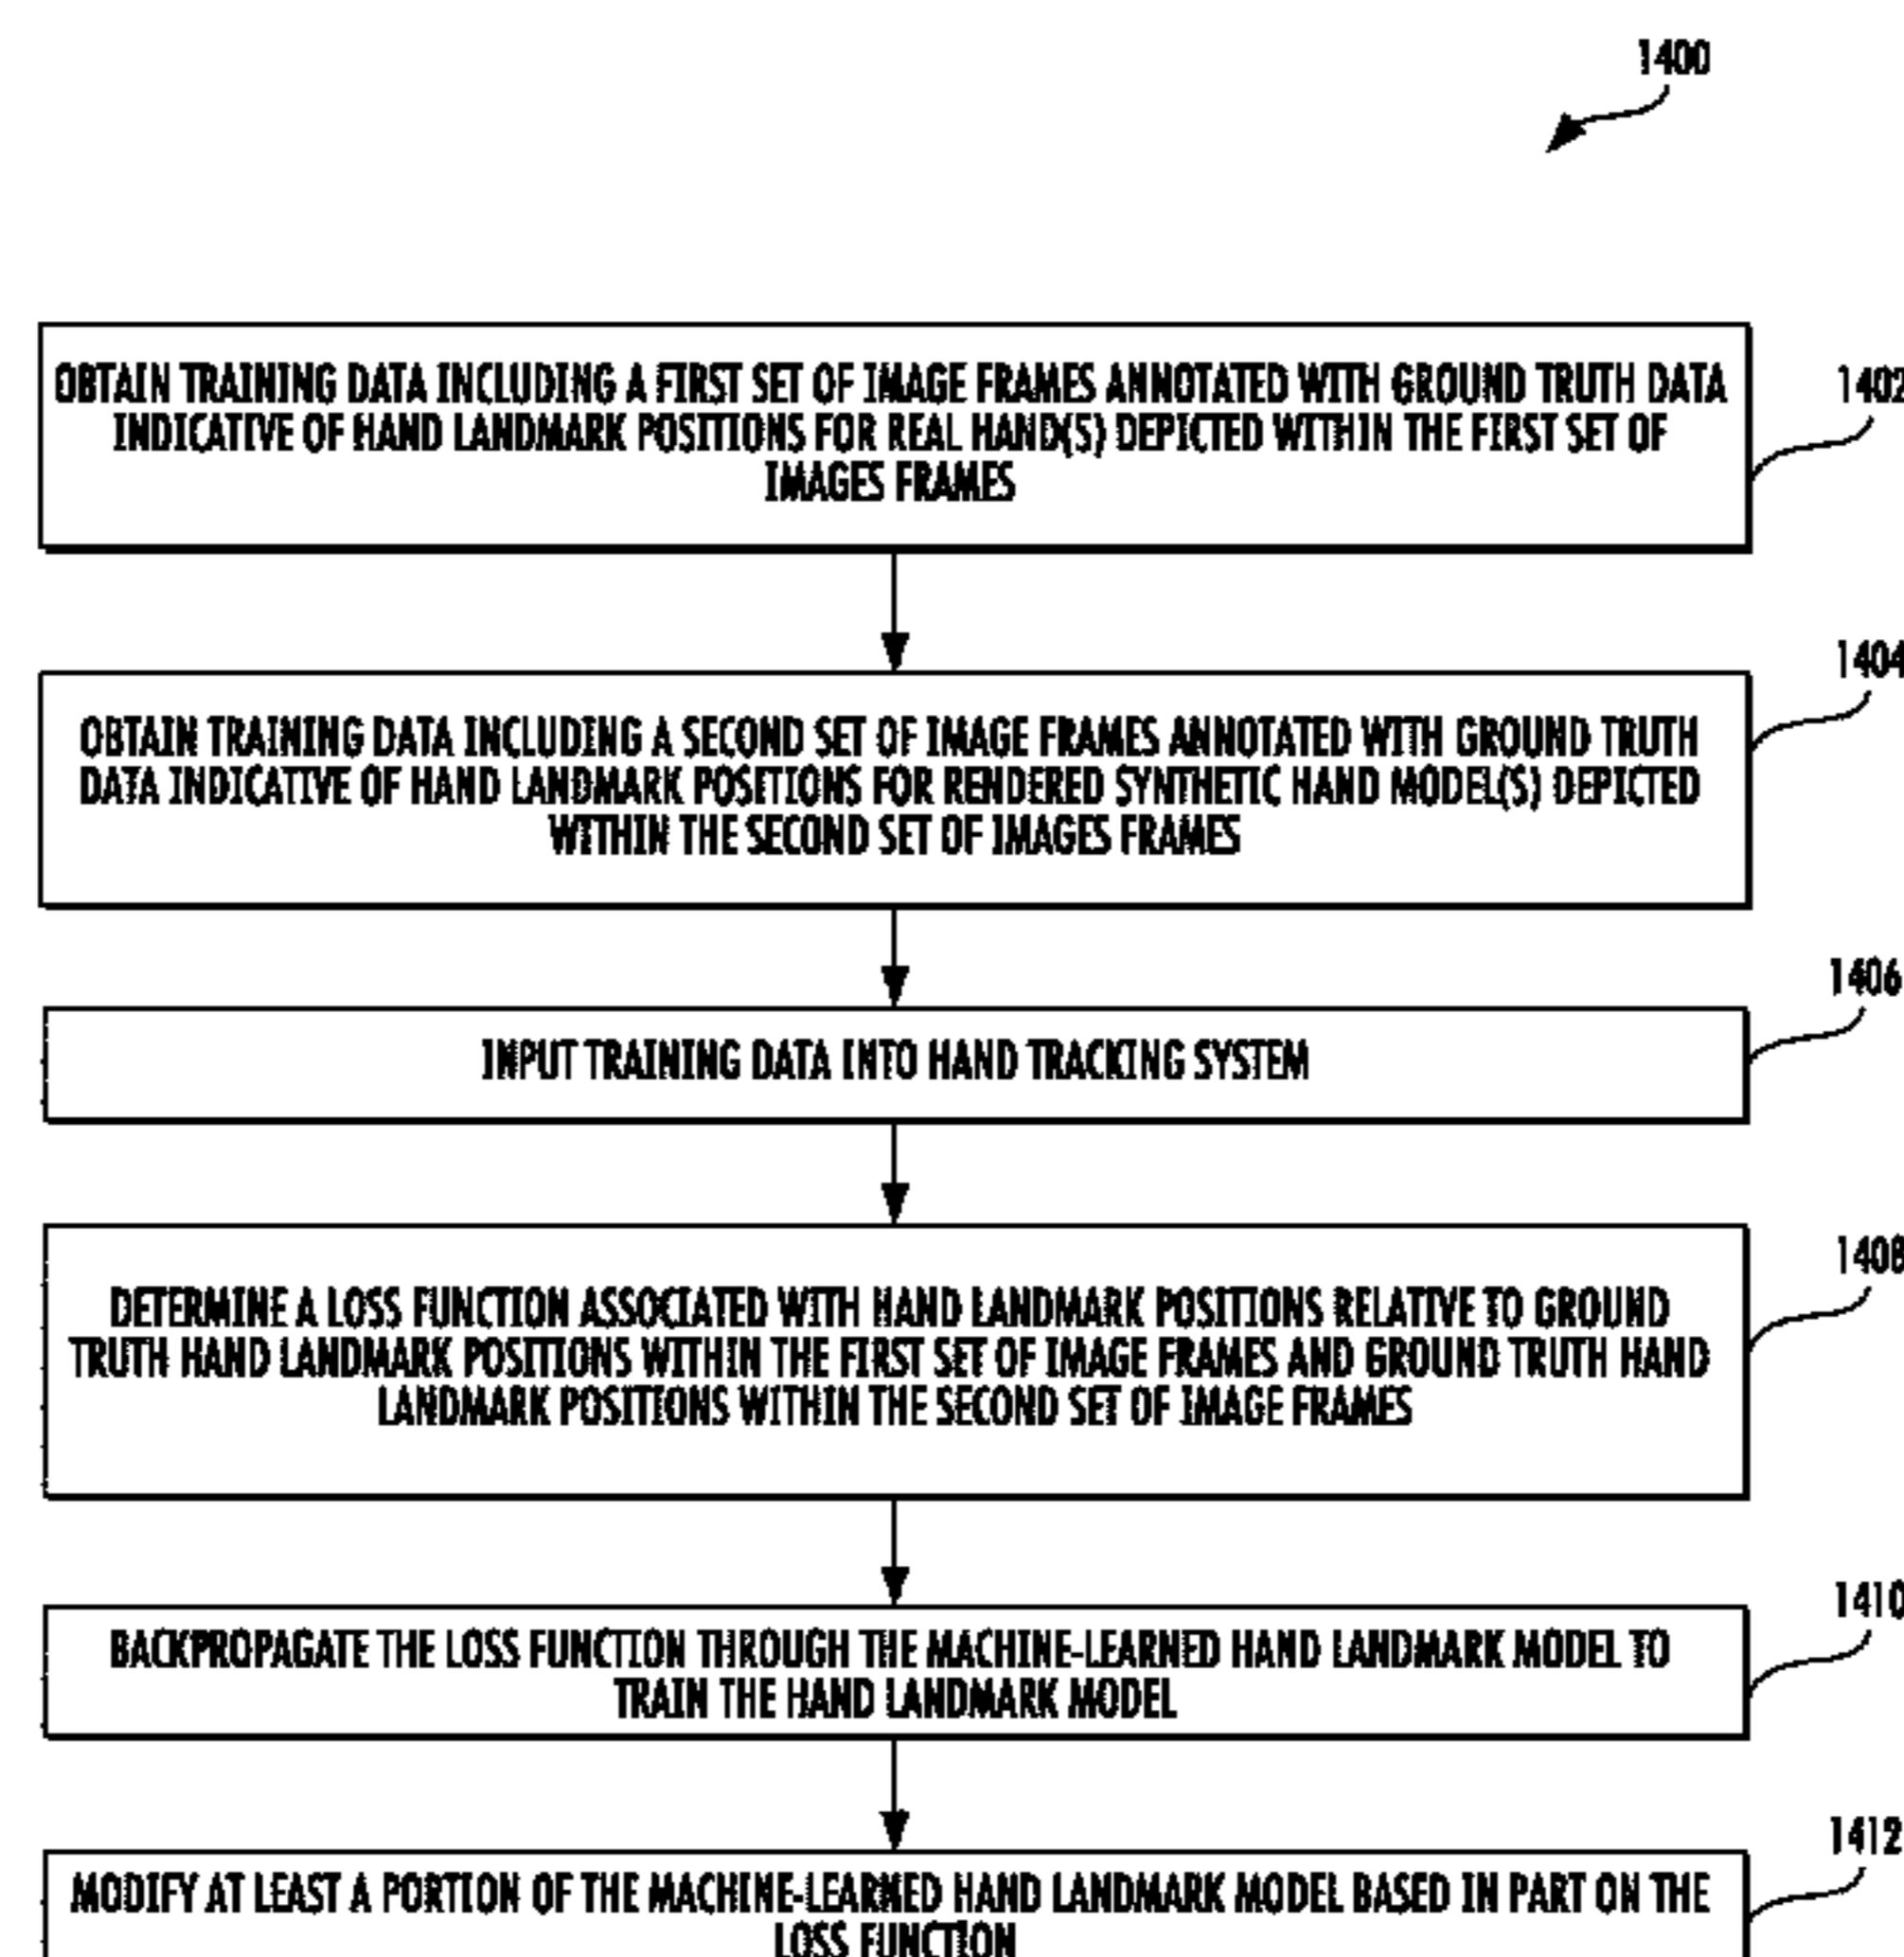 1400
OBTAIN TRAINING DATA INCLUDING A FIRST SET OF IMAGE FRAMES ANNOTATED WITH GROUND TRUTH DATA
INDICATIVE OF HAND LANDMARK POSITIONS FOR REAL HAND(S) DEPICTED WITHIN THE FIRST SET OF
IMAGES FRAMES
1402
OBTAIN TRAINING DATA INCLUDING A SECOND SET OF IMAGE FRAMES ANNOTATED WITH GROUND TRUTH
DATA INDICATIVE OF HAND LANDMARK POSITIONS FOR RENDERED SYNTHETIC HAND MODEL(S) DEPICTED
WITHIN THE SECOND SET OF IMAGES FRAMES
1404
INPUT TRAINING DATA INTO HAND TRACKING SYSTEM
1406
DETERMINE A LOSS FUNCTION ASSOCIATED WITH HAND LANDMARK POSITIONS RELATIVE TO GROUND
TRUTH HAND LANDMARK POSITIONS WITHIN THE FIRST SET OF IMAGE FRAMES AND GROUND TRUTH HAND
LANDMARK POSITIONS WITHIN THE SECOND SET OF IMAGE FRAMES
1408
BACKPROPAGATE THE LOSS FUNCTION THROUGH THE MACHINE-LEARNED HAND LANDMARK MODEL TO
TRAIN THE HAND LANDMARK MODEL
1410
MODIFY AT LEAST A PORTION OF THE MACHINE-LEARNED HAND LANDMARK MODEL BASED IN PART ON THE
LOSS FUNCTION
1412